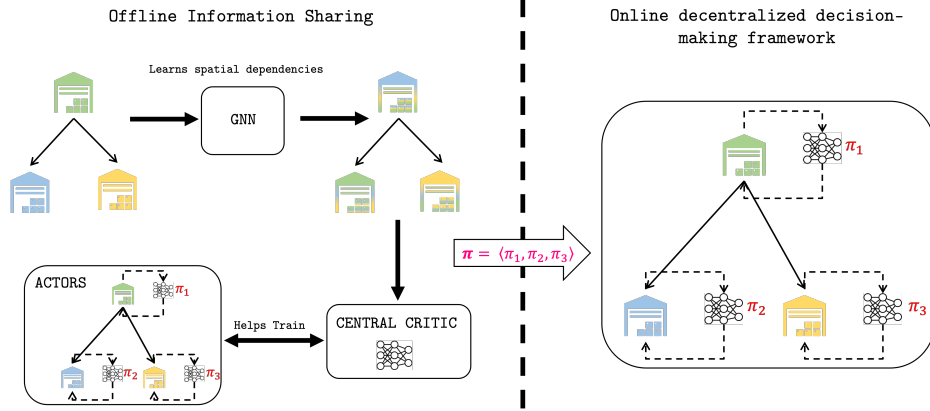 Offline Information Sharing
Online decentralized decision-
making framework
Learns spatial dependencies
GNN
π₁
π = ⟨π₁, π₂, π₃⟩
ACTORS
π₁
Helps Train
CENTRAL CRITIC
π₂
π₃
π₂
π₃